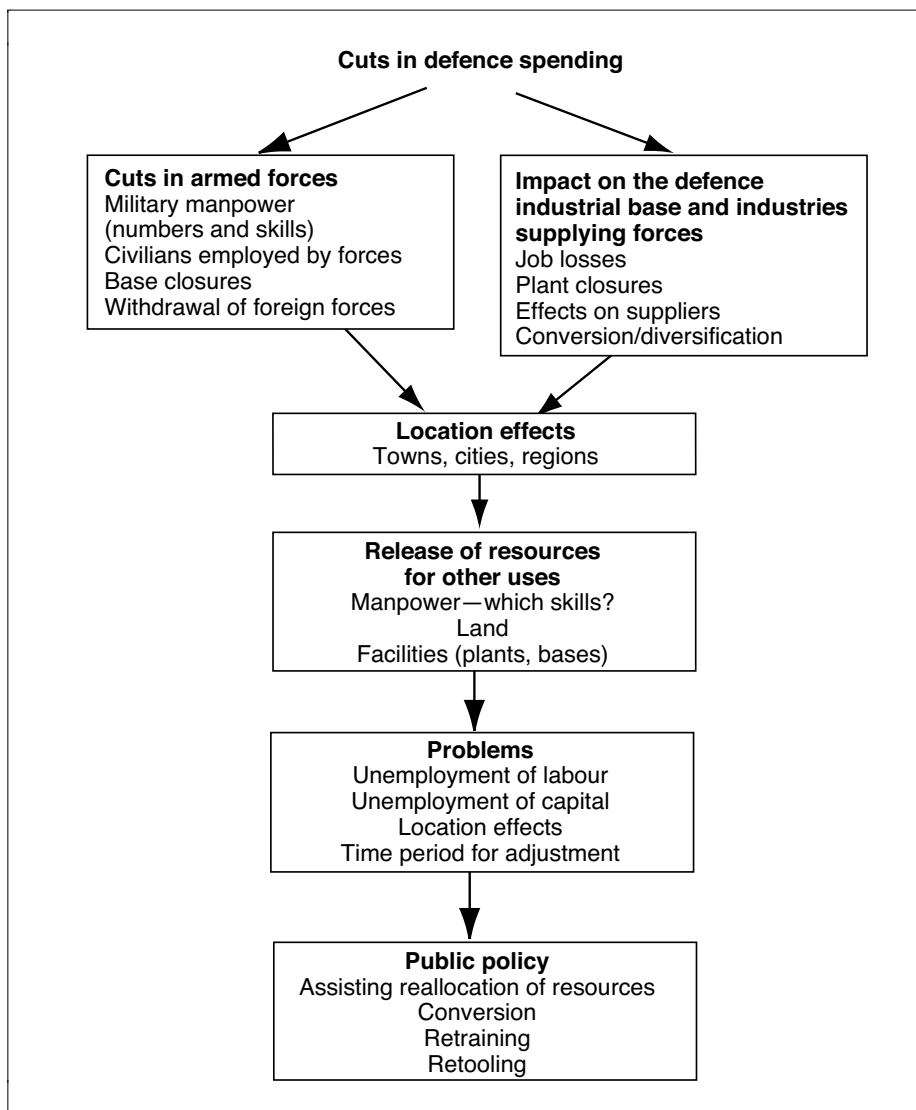 Cuts in defence spending
Cuts in armed forces
Military manpower
(numbers and skills)
Civilians employed by forces
Base closures
Withdrawal of foreign forces
Impact on the defence
industrial base and industries
supplying forces
Job losses
Plant closures
Effects on suppliers
Conversion/diversification
Location effects
Towns, cities, regions
Release of resources
for other uses
Manpower—which skills?
Land
Facilities (plants, bases)
Problems
Unemployment of labour
Unemployment of capital
Location effects
Time period for adjustment
Public policy
Assisting reallocation of resources
Conversion
Retraining
Retooling